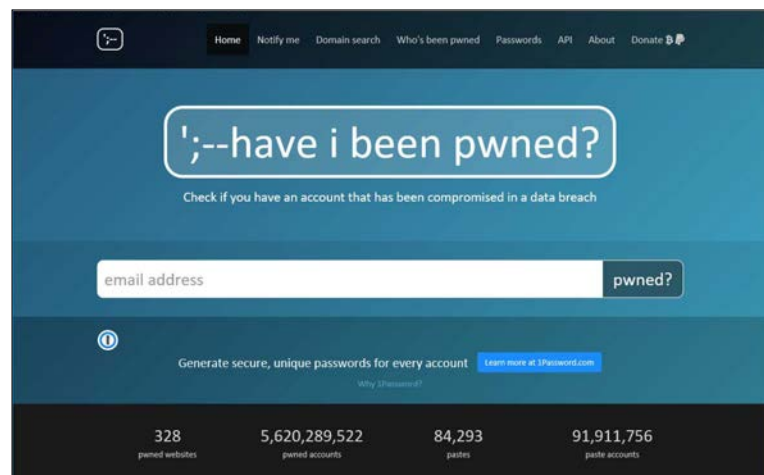 ';--
Home Notify me Domain search Who's been pwned Passwords API About Donate
';--have i been pwned?
Check if you have an account that has been compromised in a data breach
email address pwned?
Generate secure, unique passwords for every account Learn more at 1Password.com
Why 1Password?
328 5,620,289,522 84,293 91,911,756
pwned websites pwned accounts pastes paste accounts